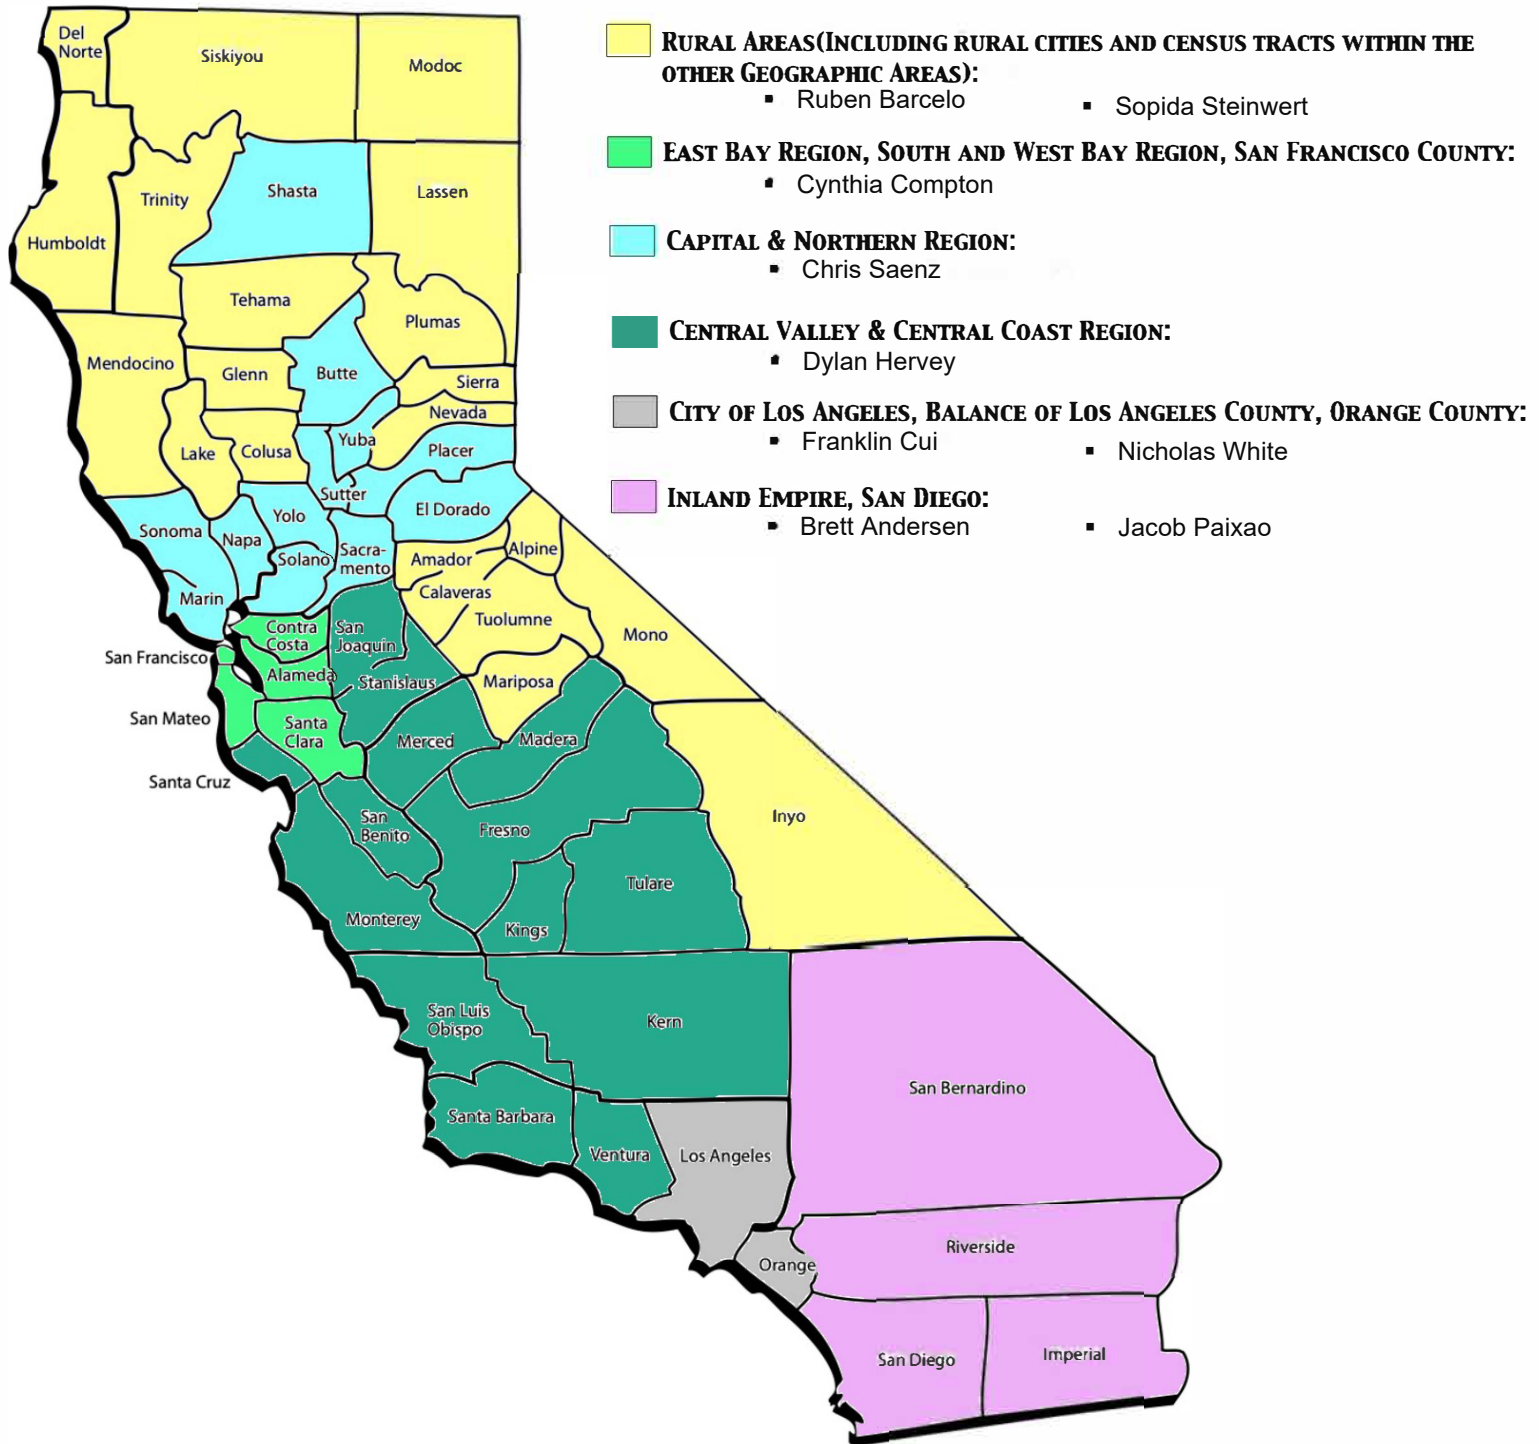 RURAL AREAS(INCLUDING RURAL CITIES AND CENSUS TRACTS WITHIN THE
OTHER GEOGRAPHIC AREAS):
▪ Ruben Barcelo ▪ Sopida Steinwert
EAST BAY REGION, SOUTH AND WEST BAY REGION, SAN FRANCISCO COUNTY:
▪ Cynthia Compton
CAPITAL & NORTHERN REGION:
▪ Chris Saenz
CENTRAL VALLEY & CENTRAL COAST REGION:
▪ Dylan Hervey
CITY OF LOS ANGELES, BALANCE OF LOS ANGELES COUNTY, ORANGE COUNTY:
▪ Franklin Cui ▪ Nicholas White
INLAND EMPIRE, SAN DIEGO:
▪ Brett Andersen ▪ Jacob Paixao
Del
Norte
Siskiyou
Modoc
Shasta
Lassen
Trinity
Humboldt
Tehama
Plumas
Mendocino
Glenn
Butte
Sierra
Nevada
Yuba
Placer
Lake
Colusa
Sutter
El Dorado
Sonoma
Napa
Yolo
Solano
Sacra-
mento
Amador
Alpine
Marin
Calaveras
Tuolumne
Mono
Contra
Costa
San
Joaquin
San Francisco
Alameda
Stanislaus
Mariposa
San Mateo
Santa
Clara
Merced
Madera
Santa Cruz
San
Benito
Fresno
Inyo
Tulare
Monterey
Kings
San Luis
Obispo
Kern
San Bernardino
Santa Barbara
Ventura
Los Angeles
Orange
Riverside
San Diego
Imperial